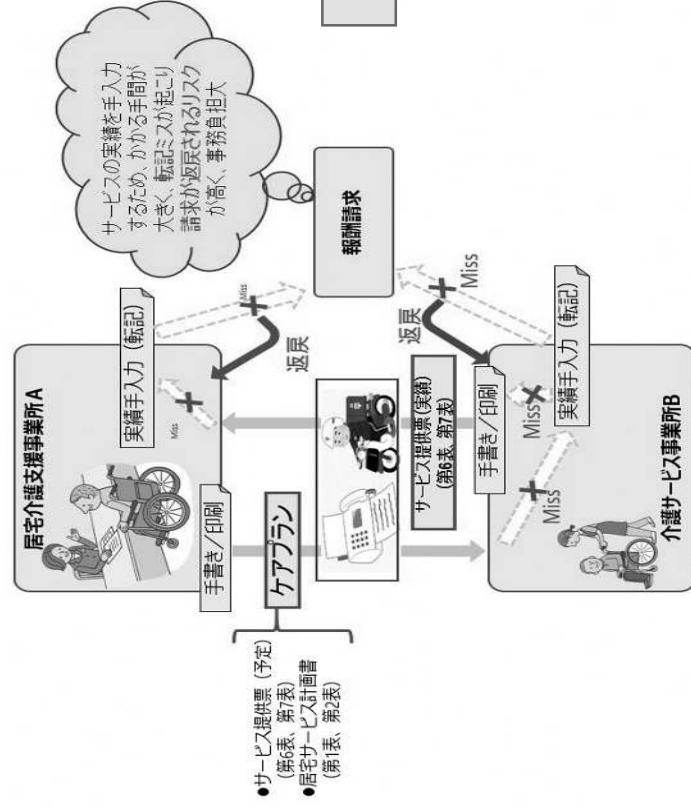 居宅介護支援事業所A
実績手入力（転記）
手書き／印刷
Miss
Miss
返戻
サービスの実績を手入力
するため、かかる手間が
大きく、転記ミスが起こり
請求が返戻されるリスク
が高く、事務負担大
報酬請求
ケアプラン
●サービス提供票（予定）
（第6表、第7表）
●居宅サービス計画書
（第1表、第2表）
サービス提供票(実績)
(第6表、第7表)
返戻
Miss
手書き／印刷
Miss
実績手入力（転記）
Miss
介護サービス事業所B